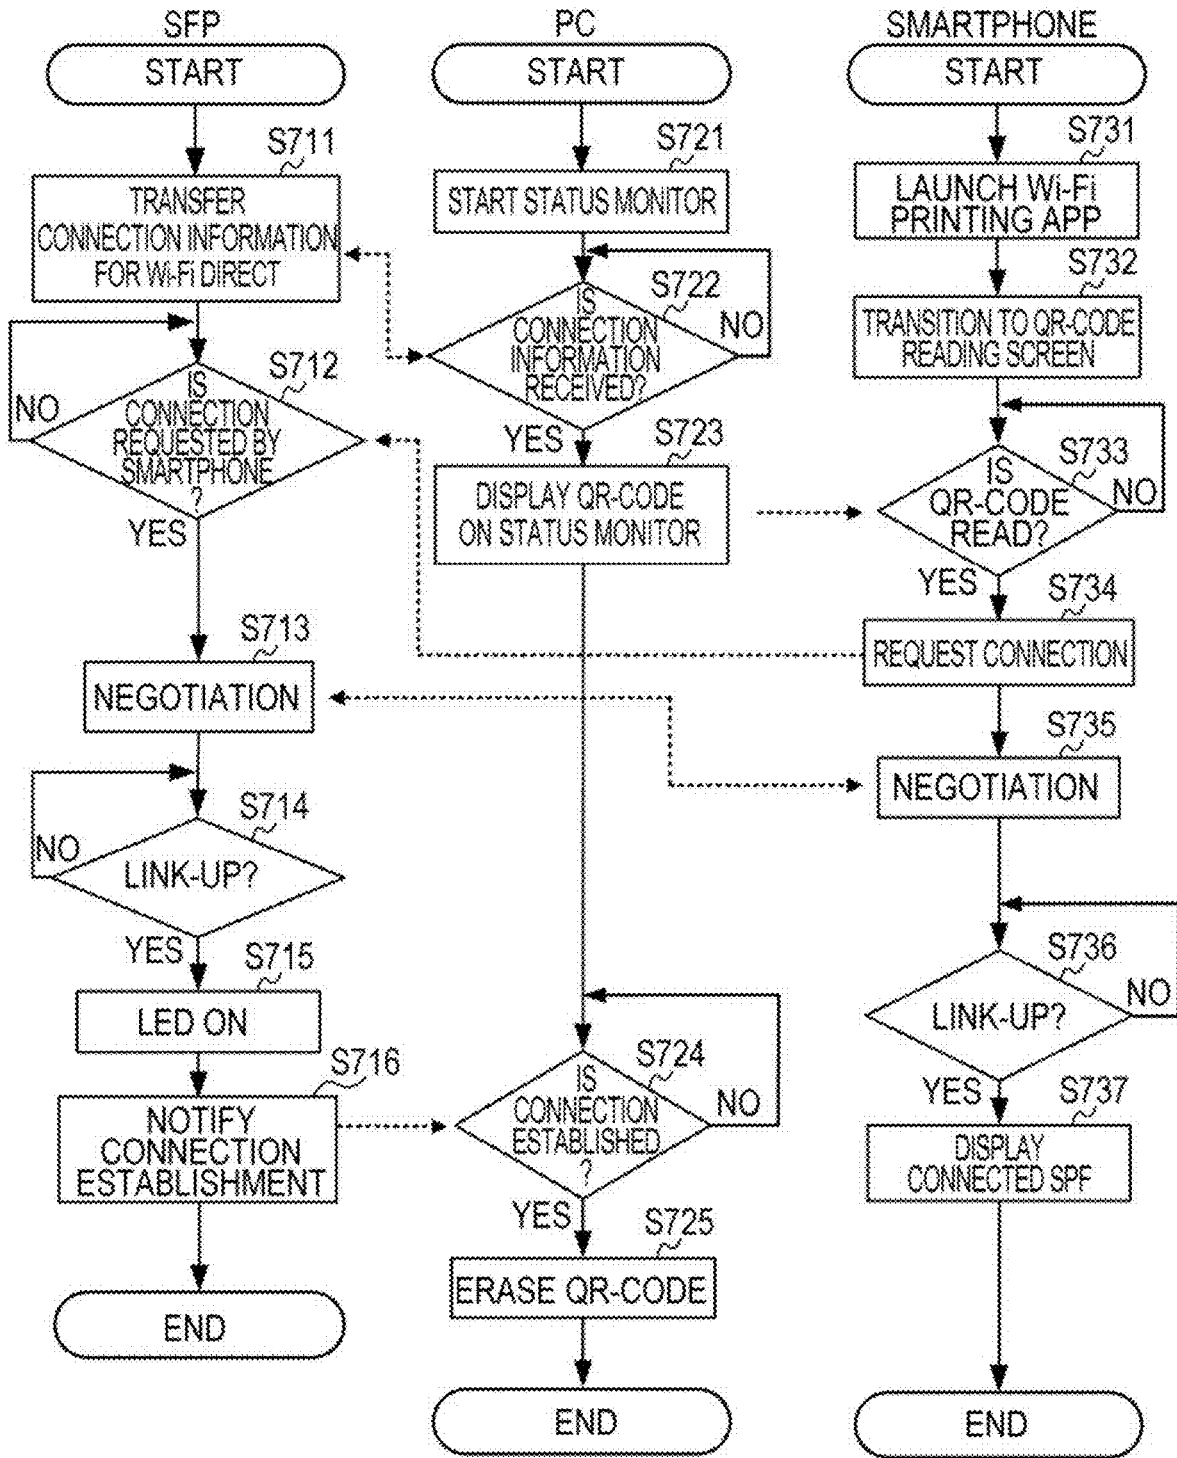 SFP
START
S711
TRANSFER
CONNECTION INFORMATION
FOR Wi-Fi DIRECT
S712
IS
CONNECTION
REQUESTED BY
SMARTPHONE
?
NO
YES
S713
NEGOTIATION
S714
LINK-UP?
NO
YES
S715
LED ON
S716
NOTIFY
CONNECTION
ESTABLISHMENT
END
PC
START
S721
START STATUS MONITOR
S722
IS
CONNECTION
INFORMATION
RECEIVED?
NO
YES
S723
DISPLAY QR-CODE
ON STATUS MONITOR
S724
IS
CONNECTION
ESTABLISHED
?
NO
YES
S725
ERASE QR-CODE
END
SMARTPHONE
START
S731
LAUNCH Wi-Fi
PRINTING APP
S732
TRANSITION TO QR-CODE
READING SCREEN
S733
IS
QR-CODE
READ?
NO
YES
S734
REQUEST CONNECTION
S735
NEGOTIATION
S736
LINK-UP?
NO
YES
S737
DISPLAY
CONNECTED SPF
END